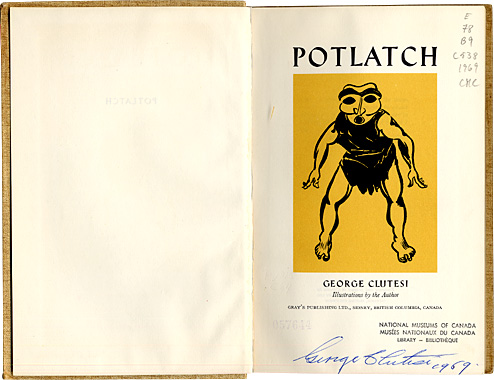 E
78
B9
C438
1969
CMC
POTLATCH
GEORGE CLUTESI
Illustrations by the Author
GRAY'S PUBLISHING LTD., SIDNEY, BRITISH COLUMBIA, CANADA
NATIONAL MUSEUMS OF CANADA
MUSÉES NATIONAUX DU CANADA
LIBRARY – BIBLIOTHÈQUE
George Clutesi 1969.